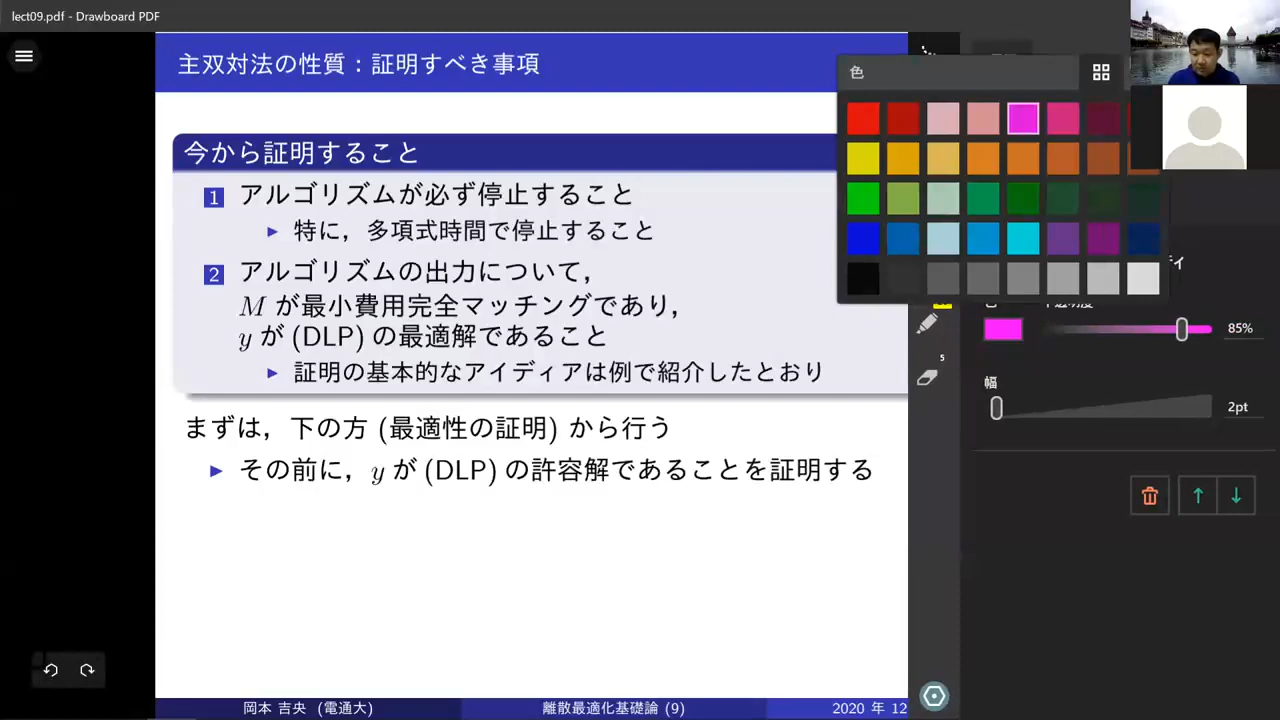 lect09.pdf - Drawboard PDF
主双対法の性質：証明すべき事項
色
今から証明すること
1 アルゴリズムが必ず停止すること
▶ 特に，多項式時間で停止すること
2 アルゴリズムの出力について，
M が最小費用完全マッチングであり，
y が (DLP) の最適解であること
▶ 証明の基本的なアイディアは例で紹介したとおり
まずは，下の方 (最適性の証明) から行う
▶ その前に，y が (DLP) の許容解であることを証明する
85%
5
幅
2pt
岡本 吉央 (電通大)
離散最適化基礎論 (9)
2020 年 12